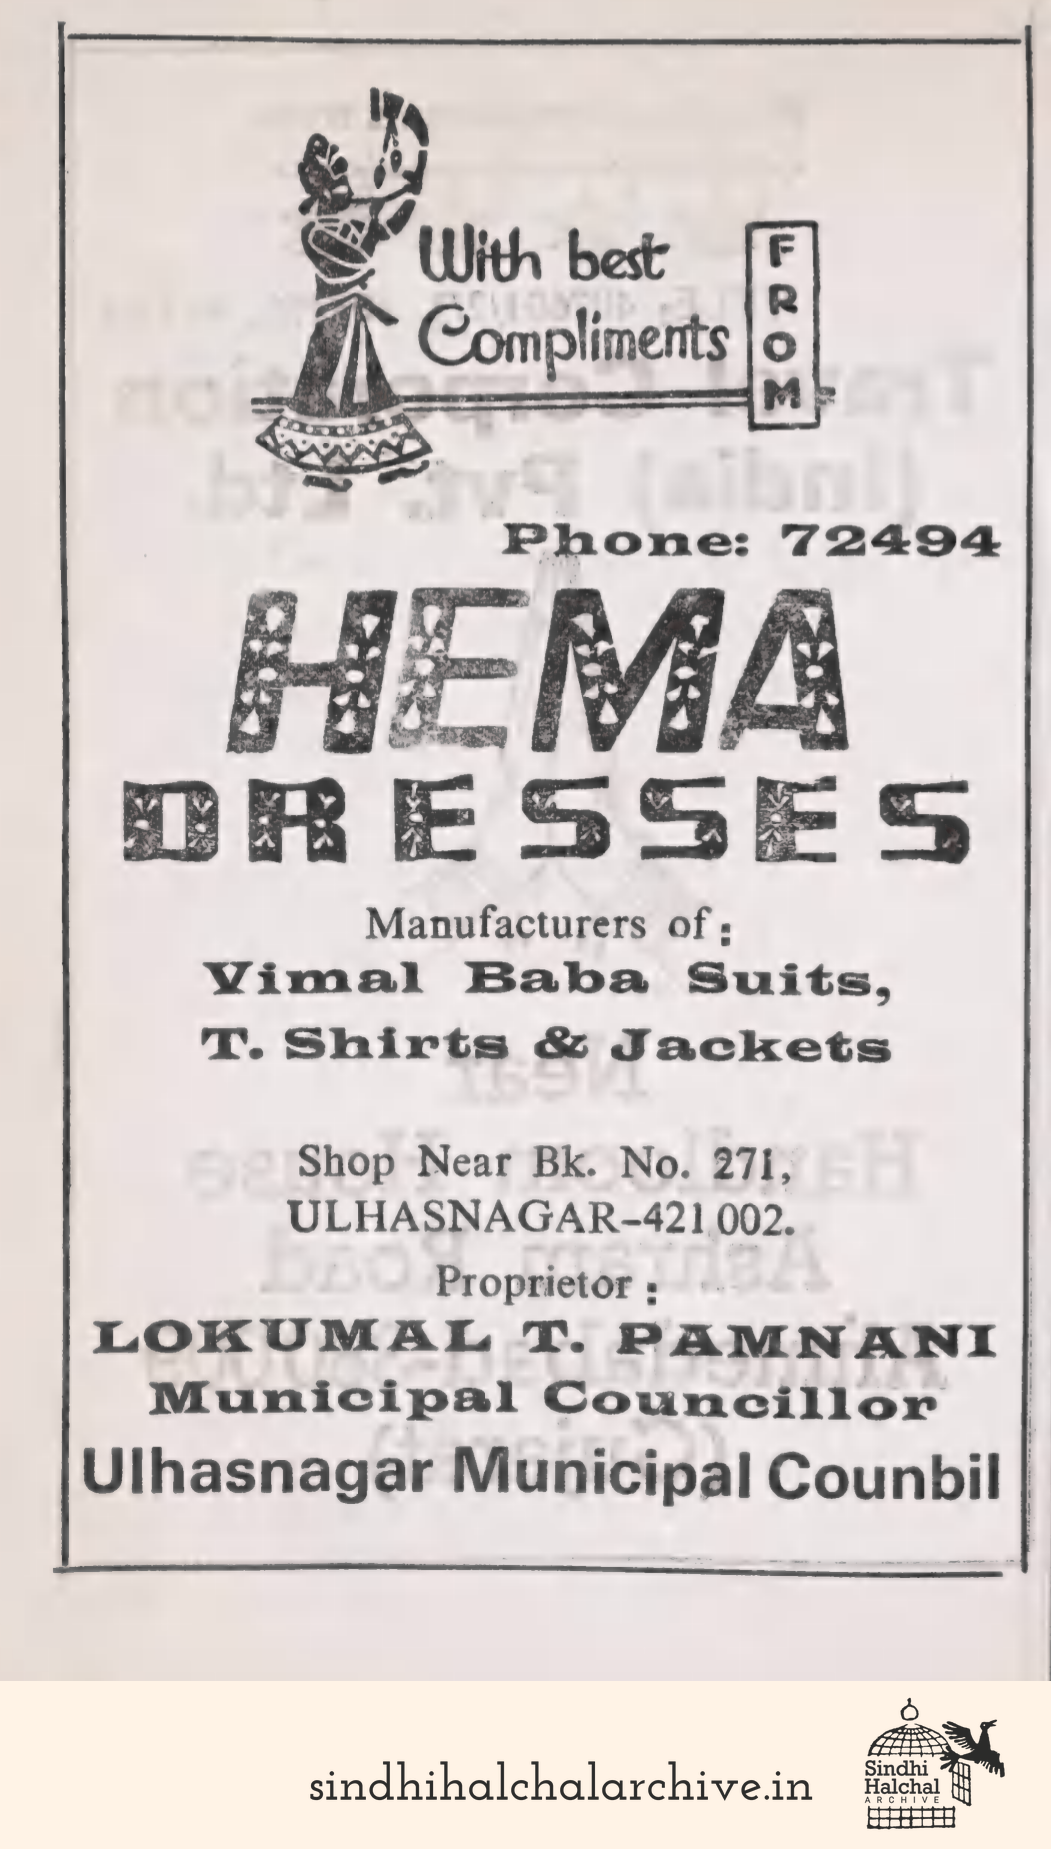 With best
Compliments
FROM
Phone: 72494
HEMA
DRESSES
Manufacturers of :
Vimal Baba Suits,
T. Shirts & Jackets
Shop Near Bk. No. 271,
ULHASNAGAR-421 002.
Proprietor :
LOKUMAL T. PAMNANI
Municipal Councillor
Ulhasnagar Municipal Counbil
sindhihalchalarchive.in
Sindhi
Halchal
ARCHIVE